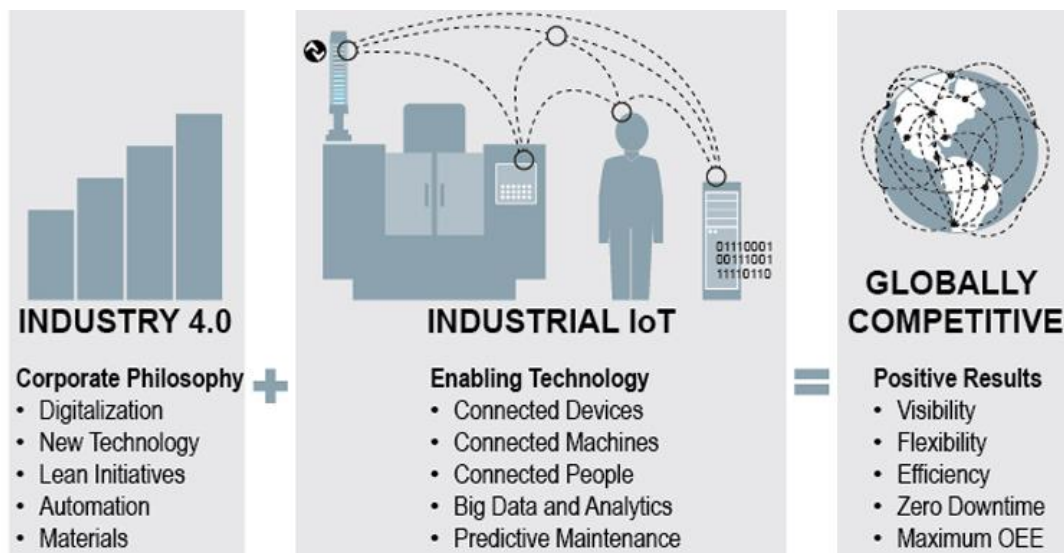 01110001
00111001
11110110
INDUSTRY 4.0
Corporate Philosophy
• Digitalization
• New Technology
• Lean Initiatives
• Automation
• Materials
+
INDUSTRIAL IoT
Enabling Technology
• Connected Devices
• Connected Machines
• Connected People
• Big Data and Analytics
• Predictive Maintenance
=
GLOBALLY
COMPETITIVE
Positive Results
• Visibility
• Flexibility
• Efficiency
• Zero Downtime
• Maximum OEE